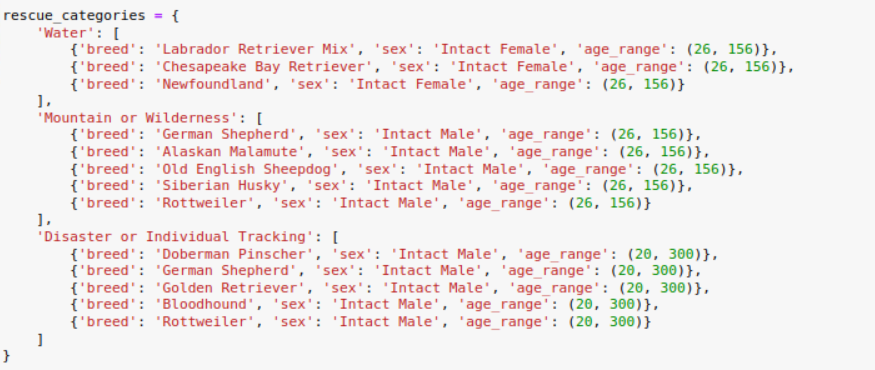 rescue_categories = {
    'Water': [
        {'breed': 'Labrador Retriever Mix', 'sex': 'Intact Female', 'age_range': (26, 156)},
        {'breed': 'Chesapeake Bay Retriever', 'sex': 'Intact Female', 'age_range': (26, 156)},
        {'breed': 'Newfoundland', 'sex': 'Intact Female', 'age_range': (26, 156)}
    ],
    'Mountain or Wilderness': [
        {'breed': 'German Shepherd', 'sex': 'Intact Male', 'age_range': (26, 156)},
        {'breed': 'Alaskan Malamute', 'sex': 'Intact Male', 'age_range': (26, 156)},
        {'breed': 'Old English Sheepdog', 'sex': 'Intact Male', 'age_range': (26, 156)},
        {'breed': 'Siberian Husky', 'sex': 'Intact Male', 'age_range': (26, 156)},
        {'breed': 'Rottweiler', 'sex': 'Intact Male', 'age_range': (26, 156)}
    ],
    'Disaster or Individual Tracking': [
        {'breed': 'Doberman Pinscher', 'sex': 'Intact Male', 'age_range': (20, 300)},
        {'breed': 'German Shepherd', 'sex': 'Intact Male', 'age_range': (20, 300)},
        {'breed': 'Golden Retriever', 'sex': 'Intact Male', 'age_range': (20, 300)},
        {'breed': 'Bloodhound', 'sex': 'Intact Male', 'age_range': (20, 300)},
        {'breed': 'Rottweiler', 'sex': 'Intact Male', 'age_range': (20, 300)}
    ]
}